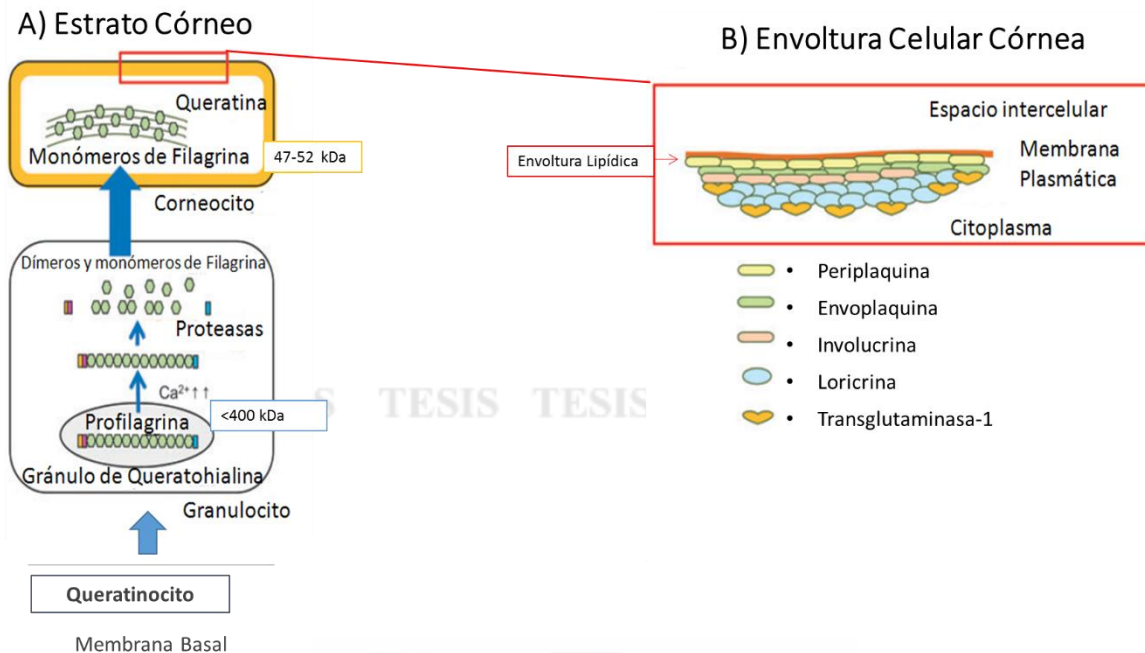 A) Estrato Córneo
Queratina
Monómeros de Filagrina
47-52 kDa
Corneocito
Dímeros y monómeros de Filagrina
Proteasas
Ca²⁺↑↑
Profilagrina
<400 kDa
Gránulo de Queratohialina
Granulocito
Queratinocito
Membrana Basal
S TESIS TESIS
B) Envoltura Celular Córnea
Espacio intercelular
Envoltura Lipídica
Membrana
Plasmática
Citoplasma
• Periplaquina
• Envoplaquina
• Involucrina
• Loricrina
• Transglutaminasa-1